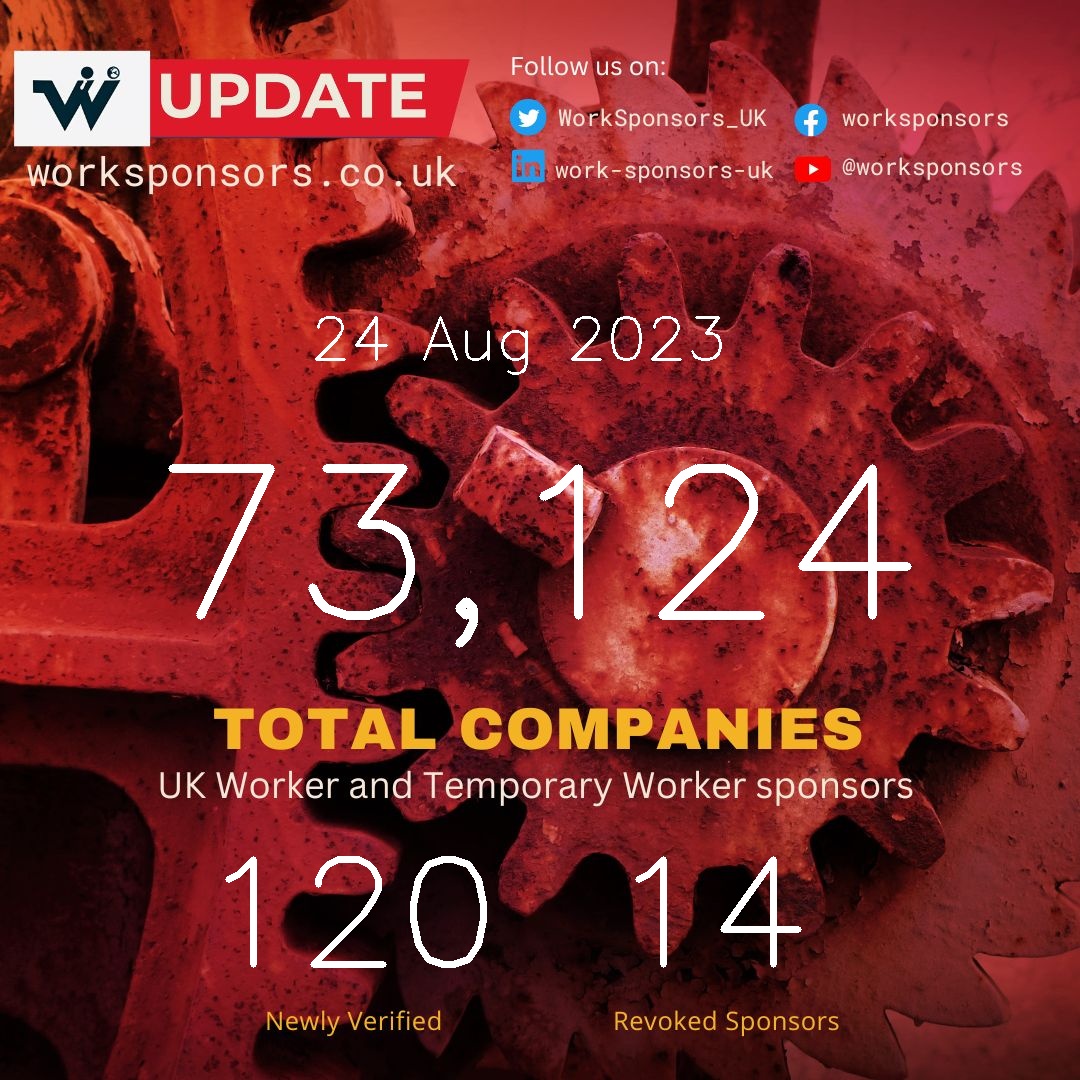 UPDATE
worksponsors.co.uk
Follow us on:
WorkSponsors_UK
worksponsors
work-sponsors-uk
@worksponsors
24 Aug 2023
73,124
TOTAL COMPANIES
UK Worker and Temporary Worker sponsors
120 14
Newly Verified Revoked Sponsors